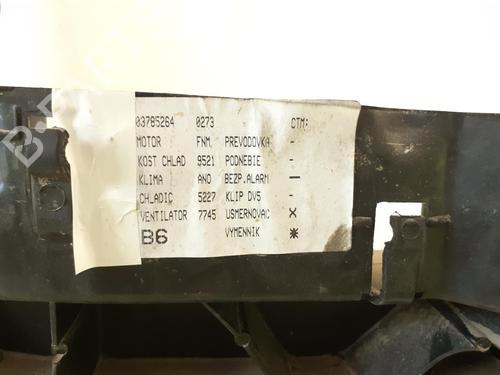 03785264 0273 CTM:
MOTOR FNM. PREVODOVKA -
KOST CHLAD 9521 PODNEBIE -
KLIMA ANO BEZP.ALARM —
CHLADIC 5227 KLIP DV5 -
VENTILATOR 7745 USMERNOVAC X
B6 VYMENNIK *